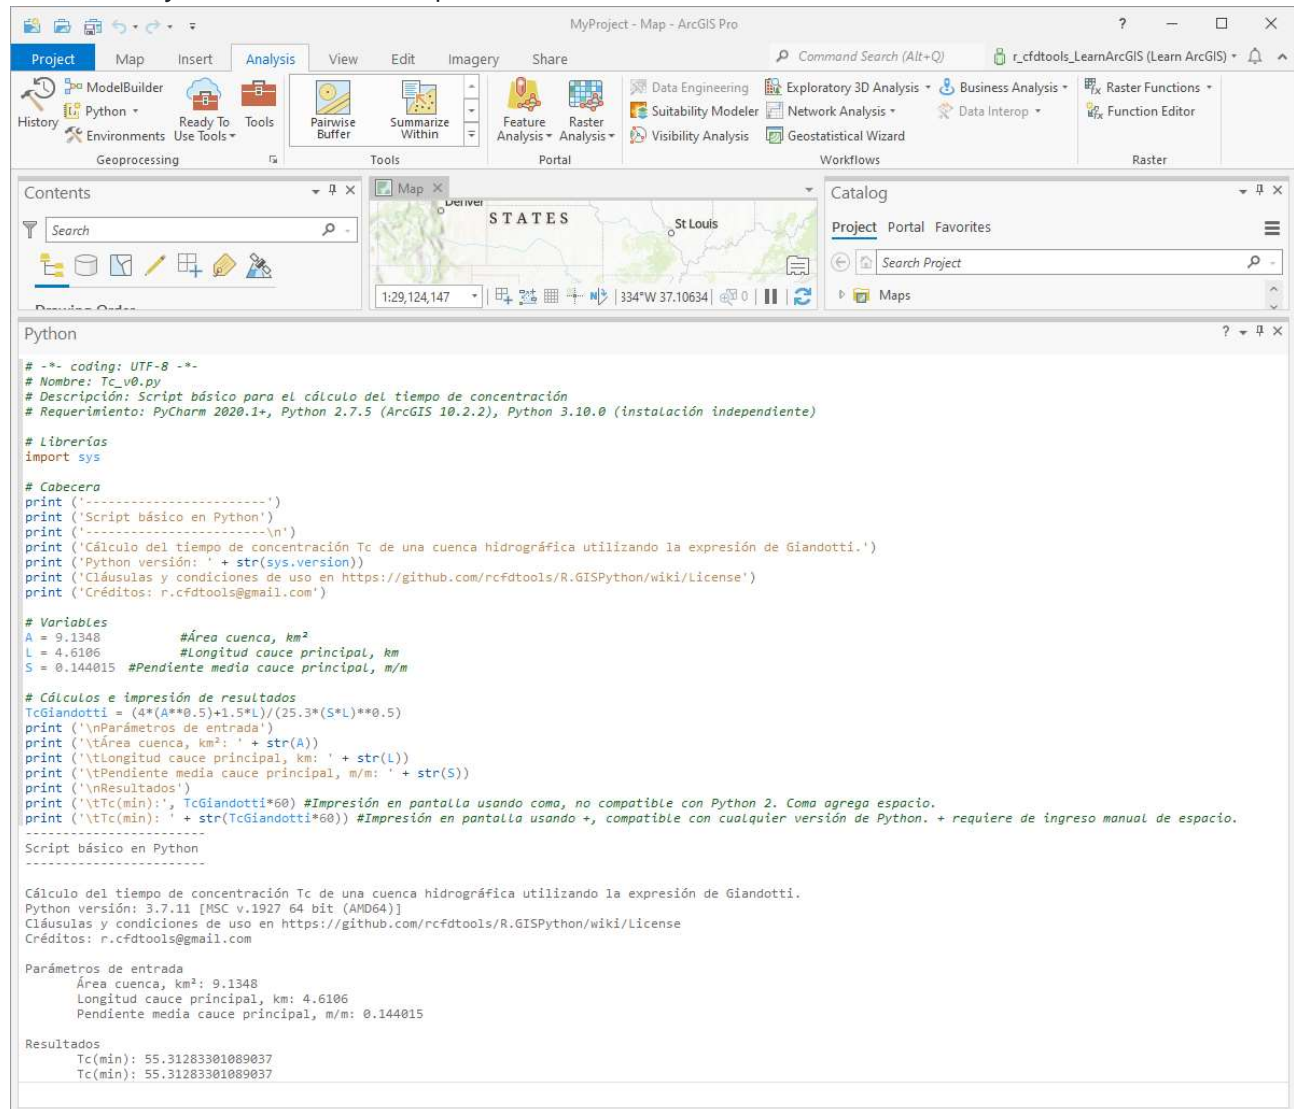 MyProject - Map - ArcGIS Pro
? — □ ×
Project Map Insert Analysis View Edit Imagery Share
Command Search (Alt+Q)
r_cfdtools_LearnArcGIS (Learn ArcGIS)
History
ModelBuilder
Python
Environments
Ready To Use Tools
Tools
Geoprocessing
Pairwise Buffer
Summarize Within
Tools
Feature Analysis
Raster Analysis
Portal
Data Engineering
Suitability Modeler
Visibility Analysis
Exploratory 3D Analysis
Network Analysis
Geostatistical Wizard
Business Analysis
Data Interop
Workflows
Raster Functions
Function Editor
Raster
Contents
Search
Map
Denver
STATES
St Louis
1:29,124,147
334°W 37.10634
0
Catalog
Project Portal Favorites
Search Project
Maps
Python
# -*- coding: UTF-8 -*-
# Nombre: Tc_v0.py
# Descripción: Script básico para el cálculo del tiempo de concentración
# Requerimiento: PyCharm 2020.1+, Python 2.7.5 (ArcGIS 10.2.2), Python 3.10.0 (instalación independiente)
# Librerías
import sys
# Cabecera
print ('------------------------')
print ('Script básico en Python')
print ('------------------------\n')
print ('Cálculo del tiempo de concentración Tc de una cuenca hidrográfica utilizando la expresión de Giandotti.')
print ('Python versión: ' + str(sys.version))
print ('Cláusulas y condiciones de uso en https://github.com/rcfdtools/R.GISPython/wiki/License')
print ('Créditos: r.cfdtools@gmail.com')
# Variables
A = 9.1348 #Área cuenca, km²
L = 4.6106 #Longitud cauce principal, km
S = 0.144015 #Pendiente media cauce principal, m/m
# Cálculos e impresión de resultados
TcGiandotti = (4*(A**0.5)+1.5*L)/(25.3*(S*L)**0.5)
print ('\nParámetros de entrada')
print ('\tÁrea cuenca, km²: ' + str(A))
print ('\tLongitud cauce principal, km: ' + str(L))
print ('\tPendiente media cauce principal, m/m: ' + str(S))
print ('\nResultados')
print ('\tTc(min):', TcGiandotti*60) #Impresión en pantalla usando coma, no compatible con Python 2. Coma agrega espacio.
print ('\tTc(min): ' + str(TcGiandotti*60)) #Impresión en pantalla usando +, compatible con cualquier versión de Python. + requiere de ingreso manual de espacio.
------------------------
Script básico en Python
------------------------
Cálculo del tiempo de concentración Tc de una cuenca hidrográfica utilizando la expresión de Giandotti.
Python versión: 3.7.11 [MSC v.1927 64 bit (AMD64)]
Cláusulas y condiciones de uso en https://github.com/rcfdtools/R.GISPython/wiki/License
Créditos: r.cfdtools@gmail.com
Parámetros de entrada
Área cuenca, km²: 9.1348
Longitud cauce principal, km: 4.6106
Pendiente media cauce principal, m/m: 0.144015
Resultados
Tc(min): 55.31283301089037
Tc(min): 55.31283301089037